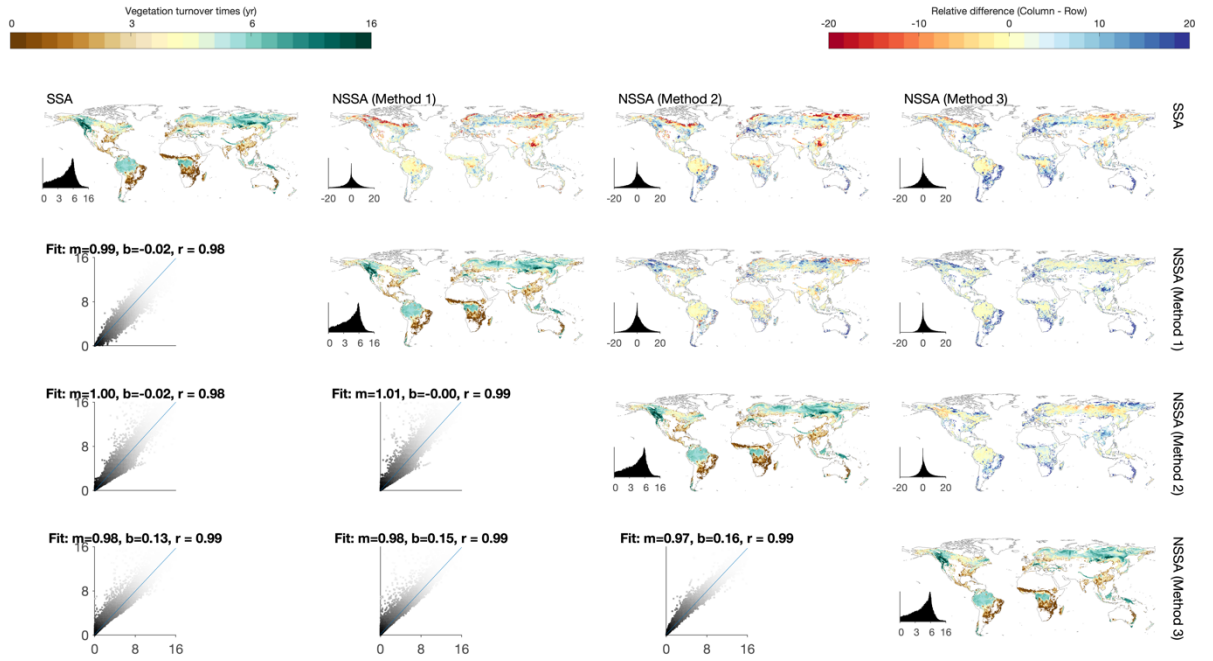 Vegetation turnover times (yr)
0 3 6 16
Relative difference (Column - Row)
-20 -10 0 10 20
SSA
NSSA (Method 1)
NSSA (Method 2)
NSSA (Method 3)
SSA
0 3 6 16
-20 0 20
-20 0 20
-20 0 20
Fit: m=0.99, b=-0.02, r = 0.98
16
8
0
0 3 6 16
-20 0 20
-20 0 20
NSSA (Method 1)
Fit: m=1.00, b=-0.02, r = 0.98
16
8
0
Fit: m=1.01, b=-0.00, r = 0.99
0 3 6 16
-20 0 20
NSSA (Method 2)
Fit: m=0.98, b=0.13, r = 0.99
16
8
0
0 8 16
Fit: m=0.98, b=0.15, r = 0.99
0 8 16
Fit: m=0.97, b=0.16, r = 0.99
0 8 16
0 3 6 16
NSSA (Method 3)